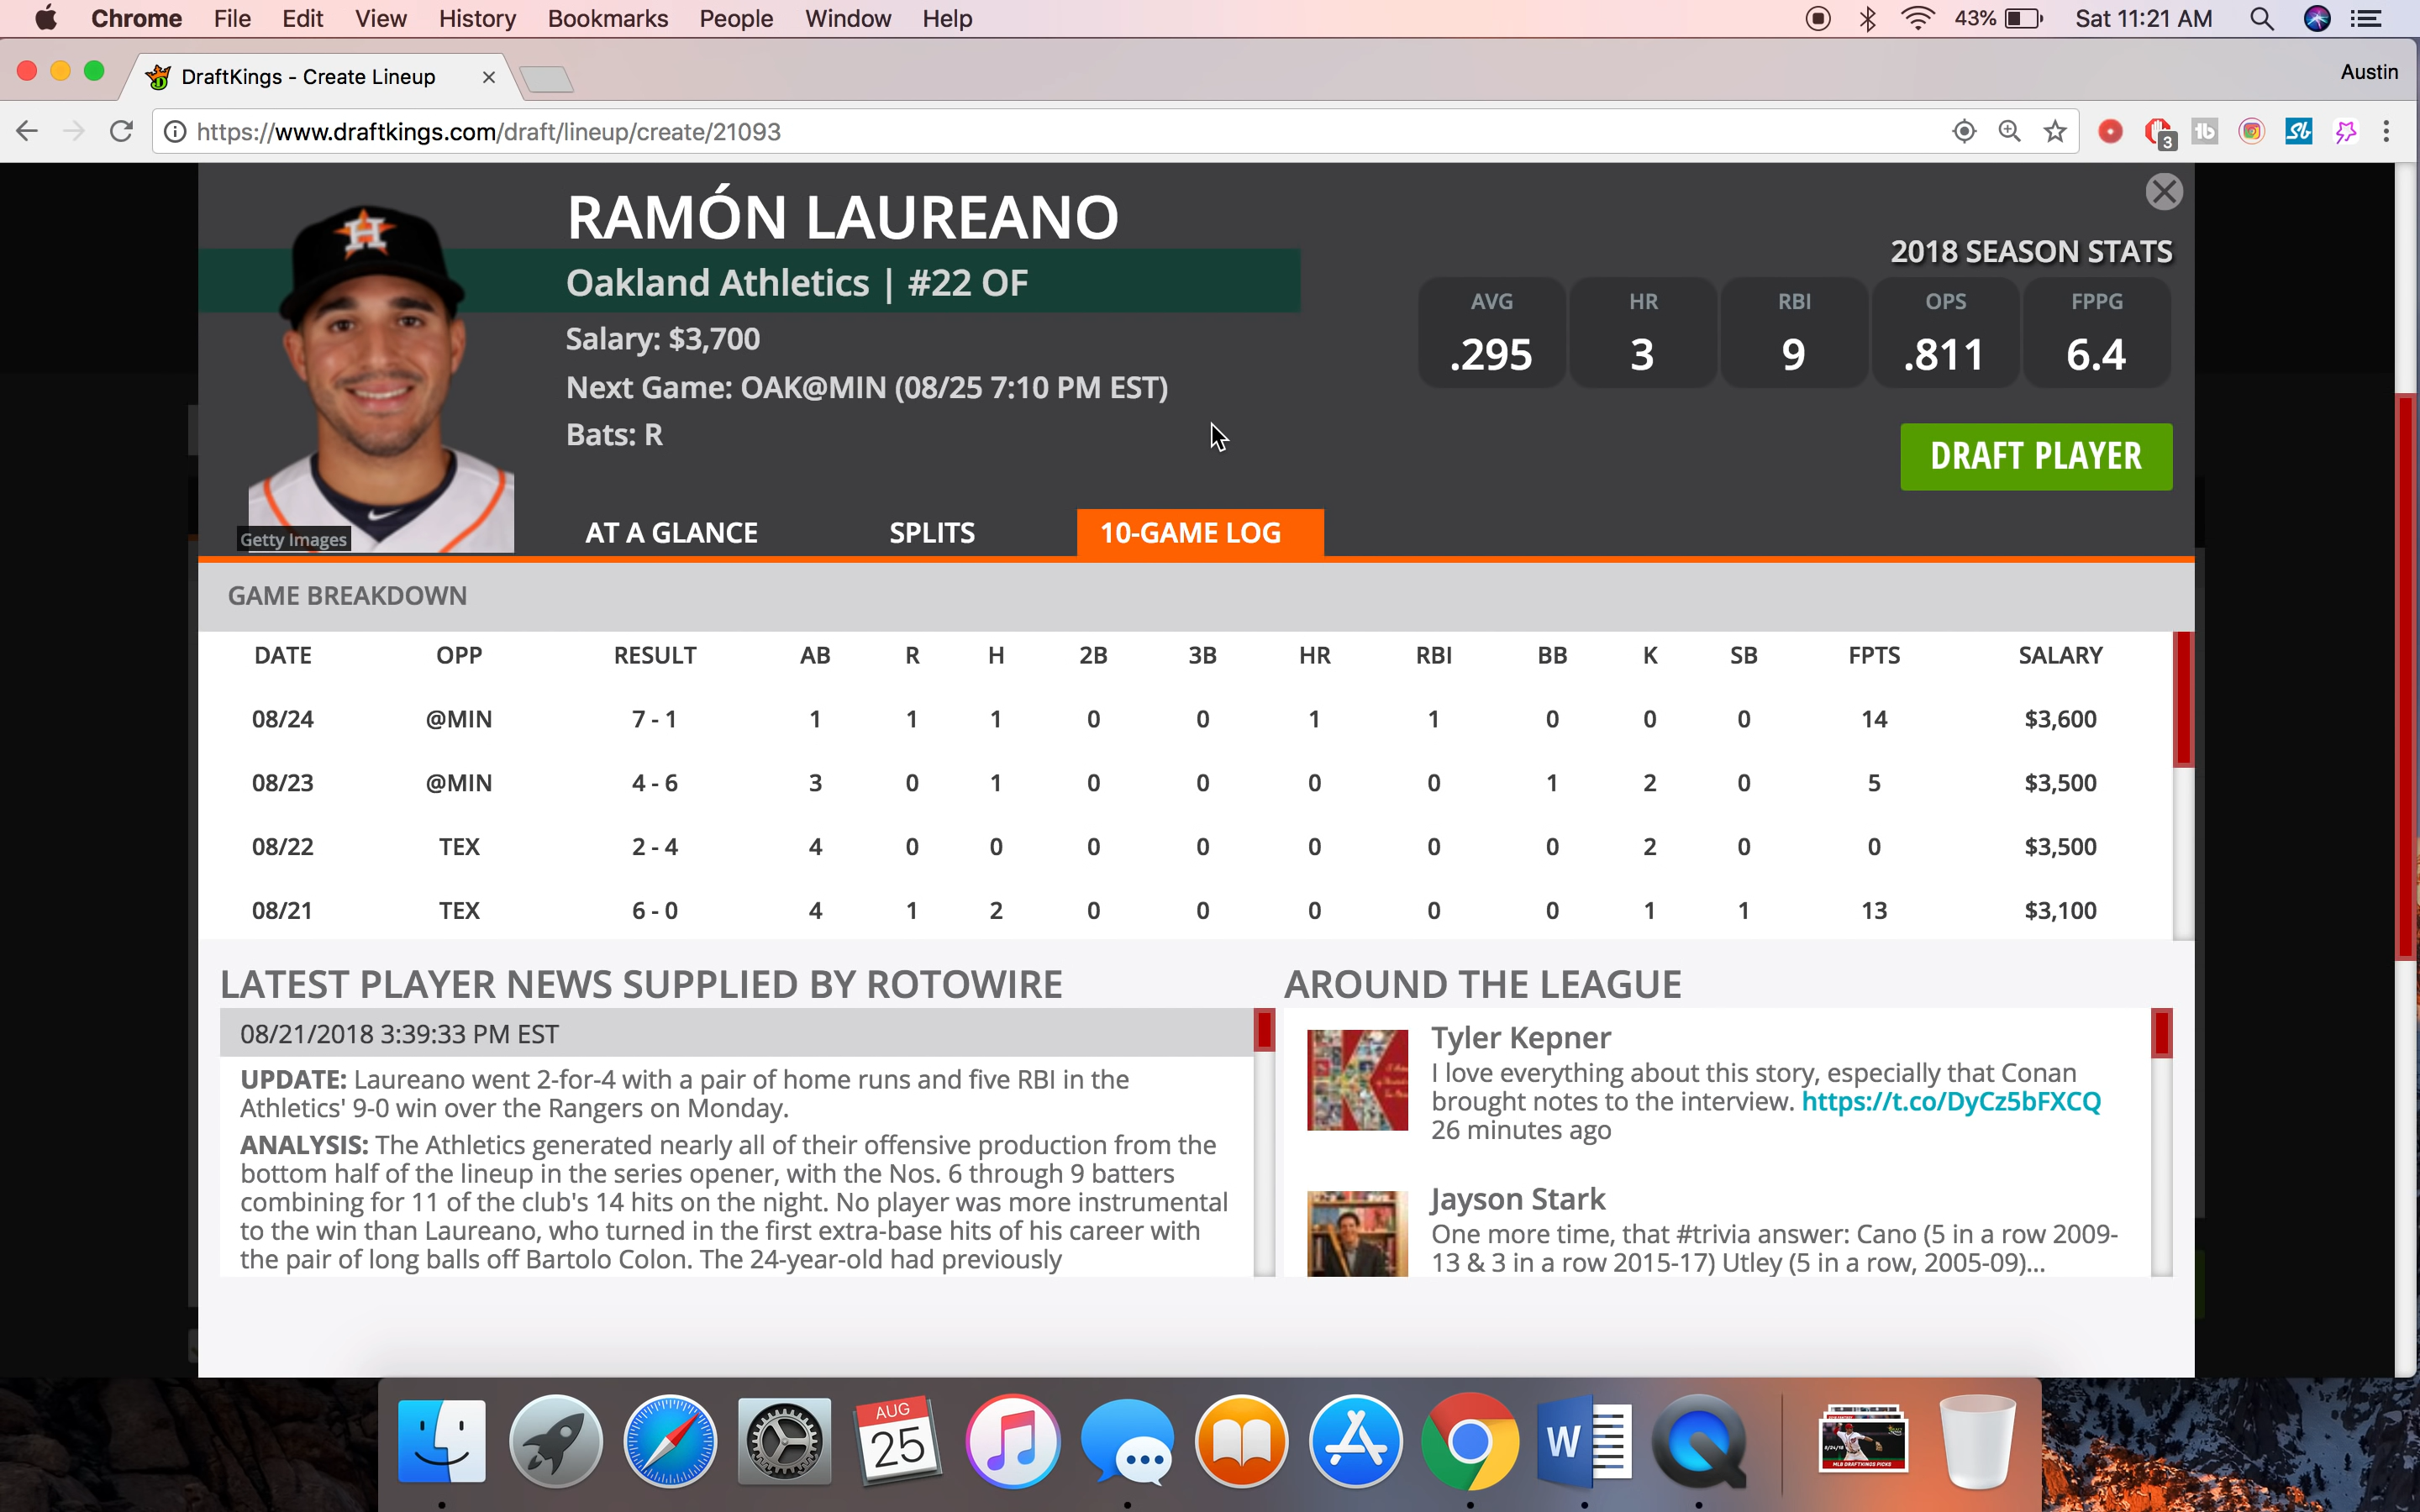 Chrome File Edit View History Bookmarks People Window Help 43% Sat 11:21 AM
DraftKings - Create Lineup
Austin
https://www.draftkings.com/draft/lineup/create/21093
3
RAMÓN LAUREANO
Oakland Athletics | #22 OF
Salary: $3,700
Next Game: OAK@MIN (08/25 7:10 PM EST)
Bats: R
Getty Images
2018 SEASON STATS
AVG HR RBI OPS FPPG
.295 3 9 .811 6.4
DRAFT PLAYER
AT A GLANCE SPLITS 10-GAME LOG
GAME BREAKDOWN
DATE OPP RESULT AB R H 2B 3B HR RBI BB K SB FPTS SALARY
08/24 @MIN 7 - 1 1 1 1 0 0 1 1 0 0 0 14 $3,600
08/23 @MIN 4 - 6 3 0 1 0 0 0 0 1 2 0 5 $3,500
08/22 TEX 2 - 4 4 0 0 0 0 0 0 0 2 0 0 $3,500
08/21 TEX 6 - 0 4 1 2 0 0 0 0 0 1 1 13 $3,100
LATEST PLAYER NEWS SUPPLIED BY ROTOWIRE
08/21/2018 3:39:33 PM EST
UPDATE: Laureano went 2-for-4 with a pair of home runs and five RBI in the
Athletics' 9-0 win over the Rangers on Monday.
ANALYSIS: The Athletics generated nearly all of their offensive production from the
bottom half of the lineup in the series opener, with the Nos. 6 through 9 batters
combining for 11 of the club's 14 hits on the night. No player was more instrumental
to the win than Laureano, who turned in the first extra-base hits of his career with
the pair of long balls off Bartolo Colon. The 24-year-old had previously
AROUND THE LEAGUE
Tyler Kepner
I love everything about this story, especially that Conan
brought notes to the interview. https://t.co/DyCz5bFXCQ
26 minutes ago
Jayson Stark
One more time, that #trivia answer: Cano (5 in a row 2009-
13 & 3 in a row 2015-17) Utley (5 in a row, 2005-09)...
AUG
25
W
MLB DRAFTKINGS PICKS